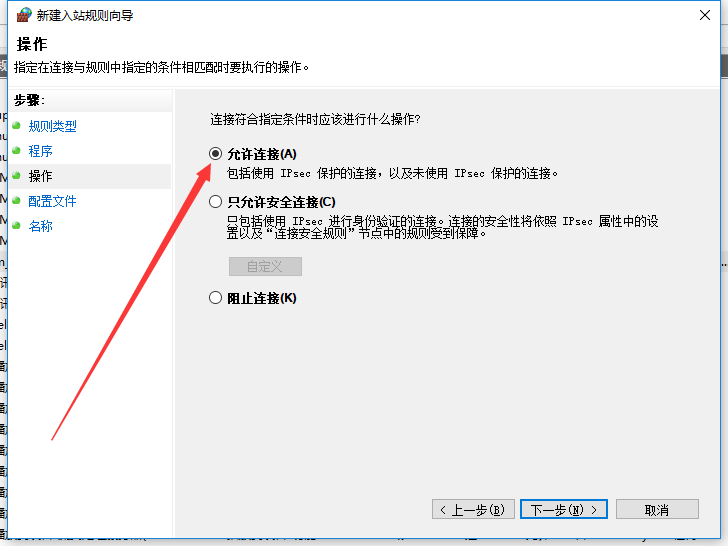 新建入站规则向导
操作
指定在连接与规则中指定的条件相匹配时要执行的操作。
步骤:
规则类型
程序
操作
配置文件
名称
连接符合指定条件时应该进行什么操作?
允许连接(A)
包括使用 IPsec 保护的连接，以及未使用 IPsec 保护的连接。
只允许安全连接(C)
只包括使用 IPsec 进行身份验证的连接。连接的安全性将依照 IPsec 属性中的设
置以及“连接安全规则”节点中的规则受到保障。
自定义
阻止连接(K)
< 上一步(B)
下一步(N) >
取消